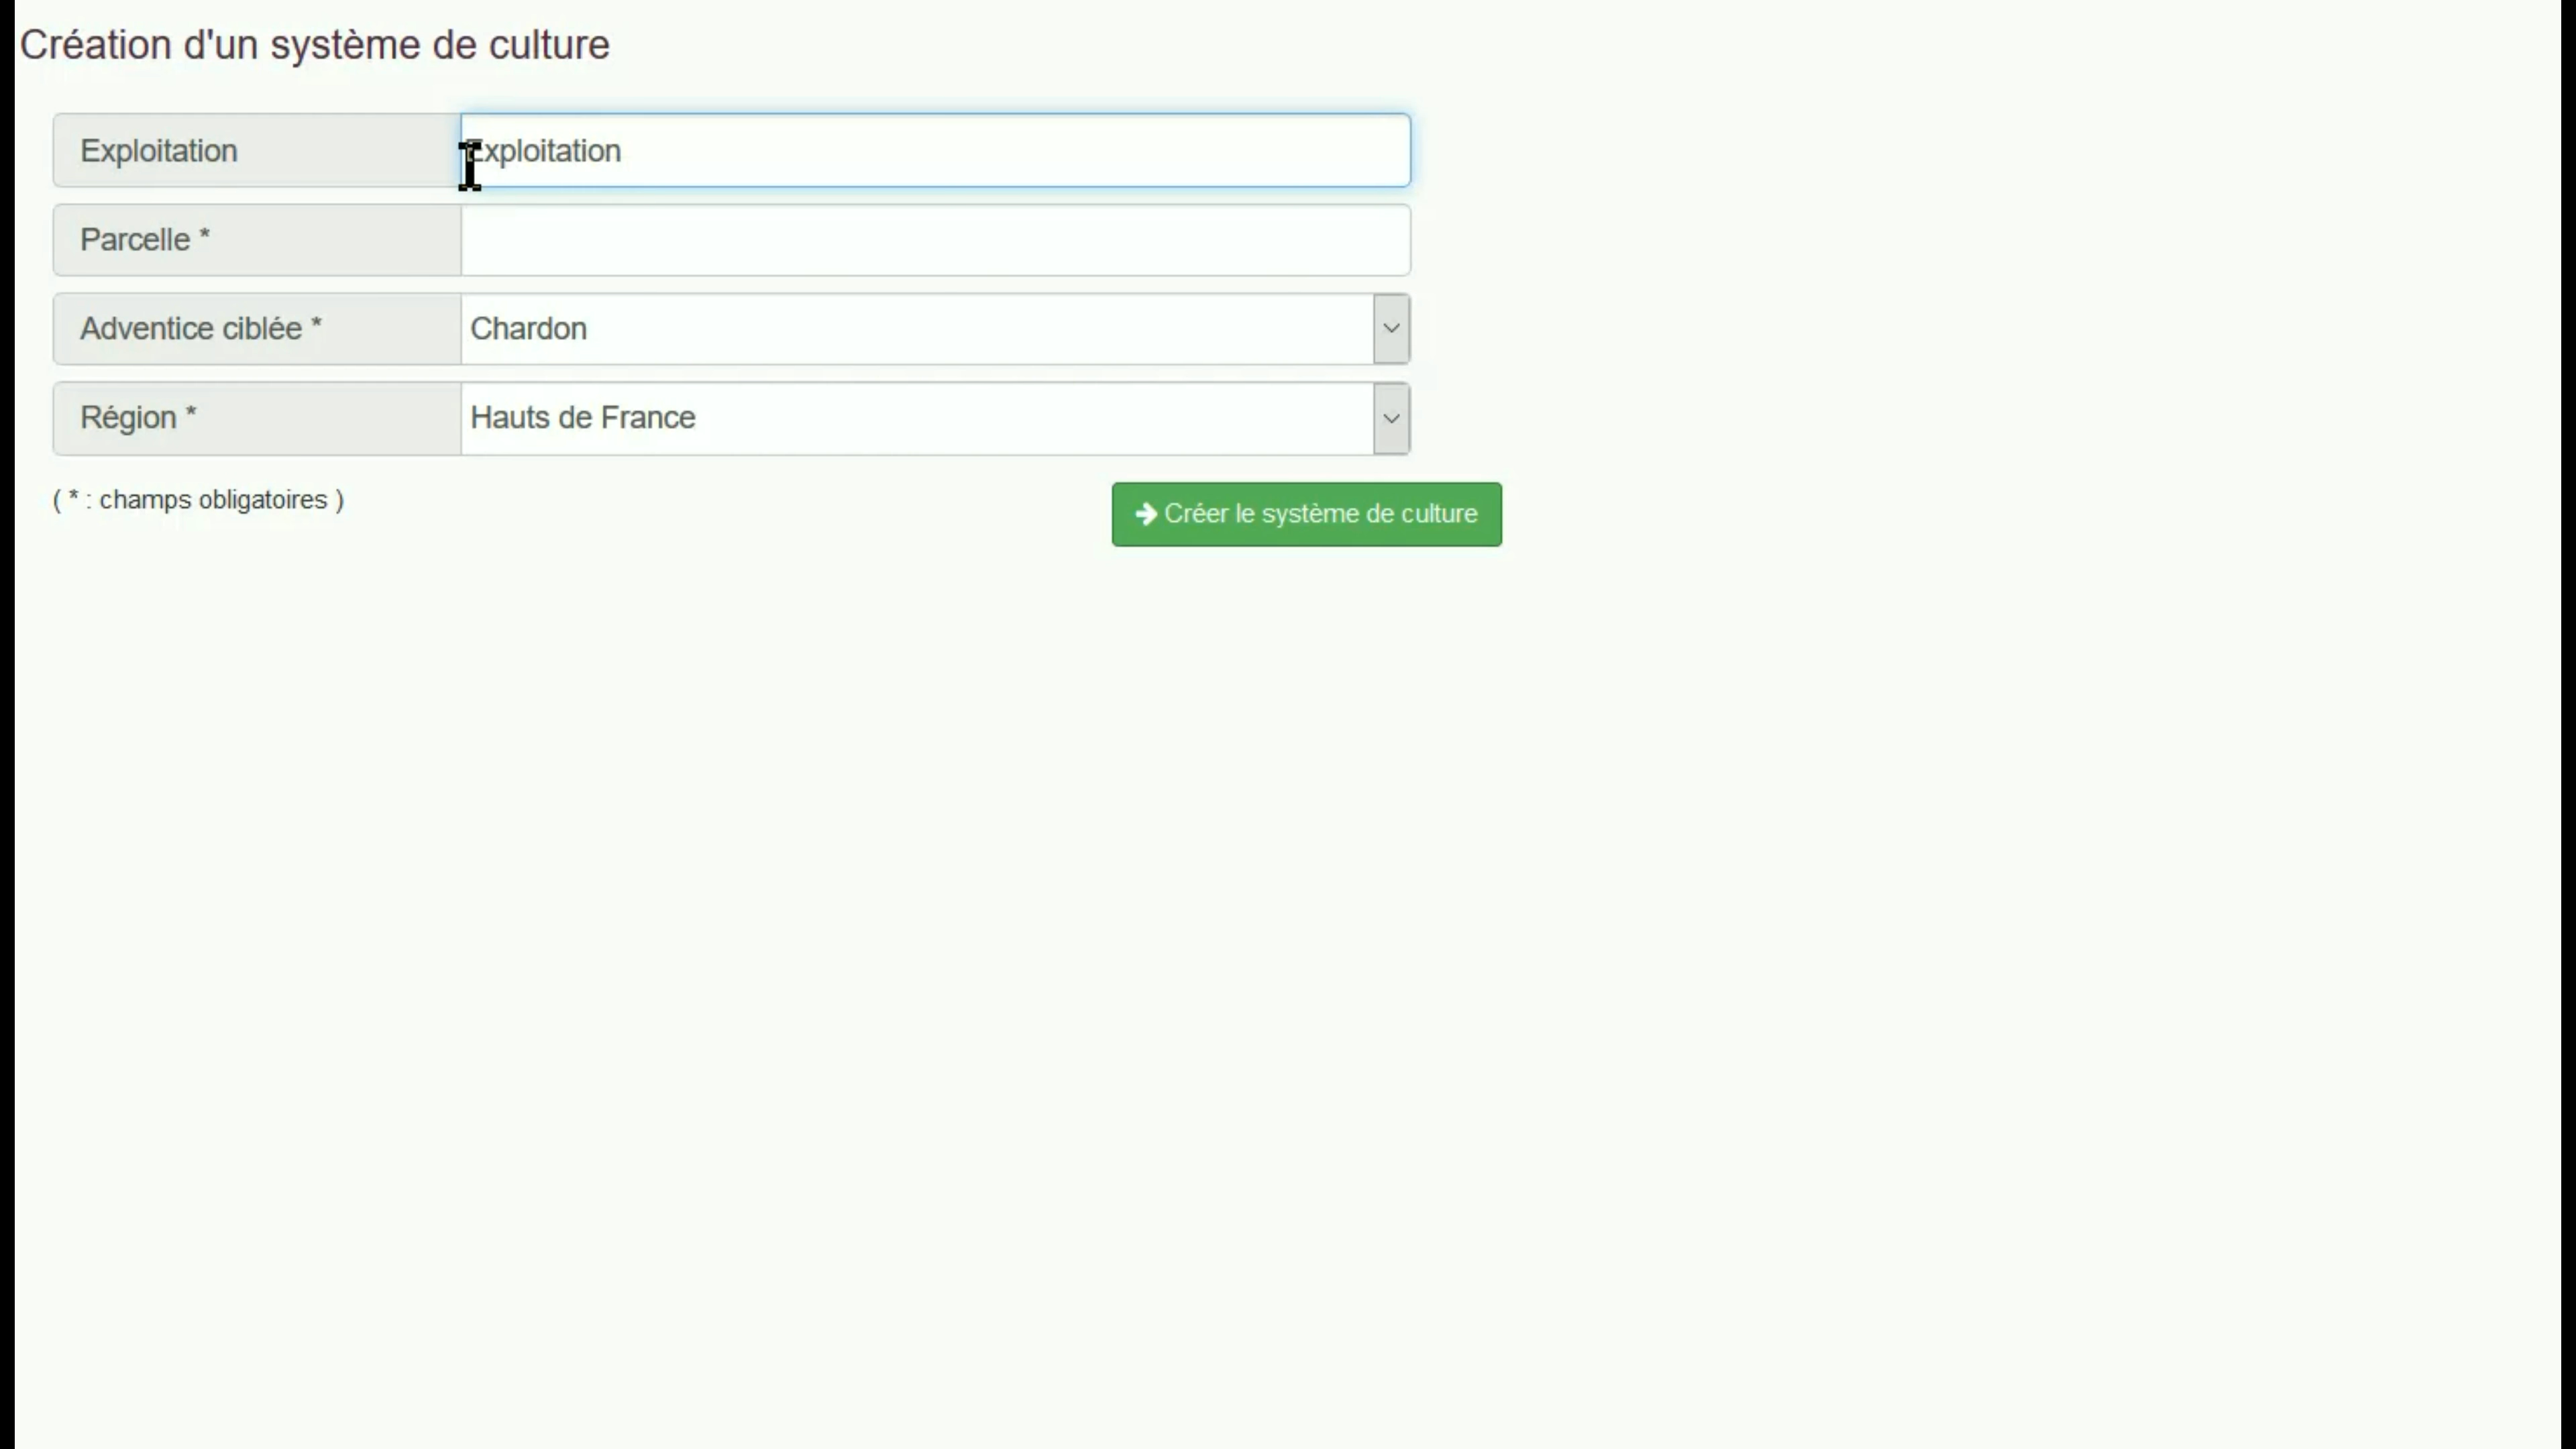 Création d'un système de culture
Exploitation
Exploitation
Parcelle *
Adventice ciblée *
Chardon
Région *
Hauts de France
( * : champs obligatoires )
Créer le système de culture